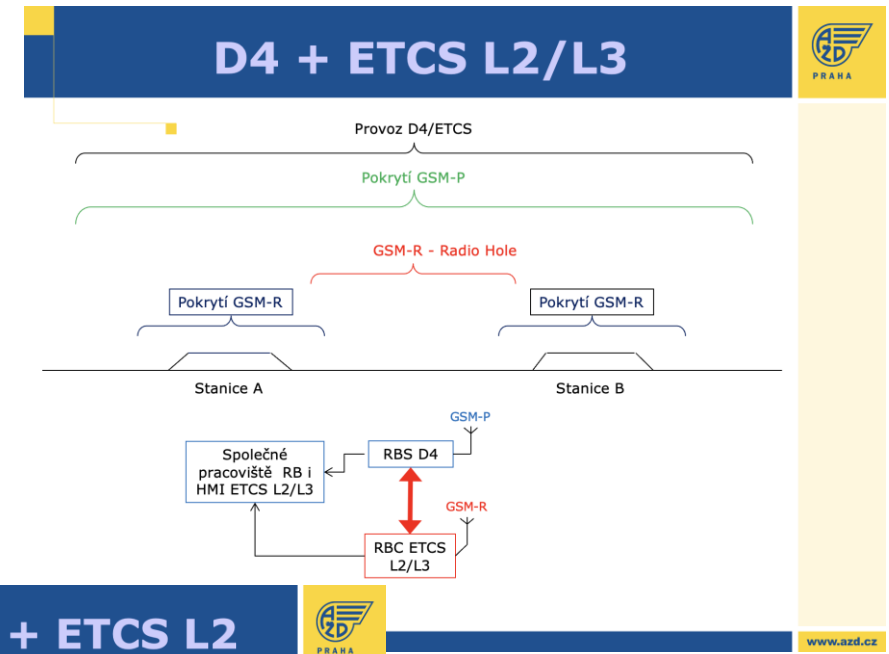 D4 + ETCS L2/L3
AŽD
PRAHA
Provoz D4/ETCS
Pokrytí GSM-P
GSM-R - Radio Hole
Pokrytí GSM-R
Pokrytí GSM-R
Stanice A
Stanice B
GSM-P
Společné
pracoviště RB i
HMI ETCS L2/L3
RBS D4
GSM-R
RBC ETCS
L2/L3
+ ETCS L2
AŽD
PRAHA
www.azd.cz